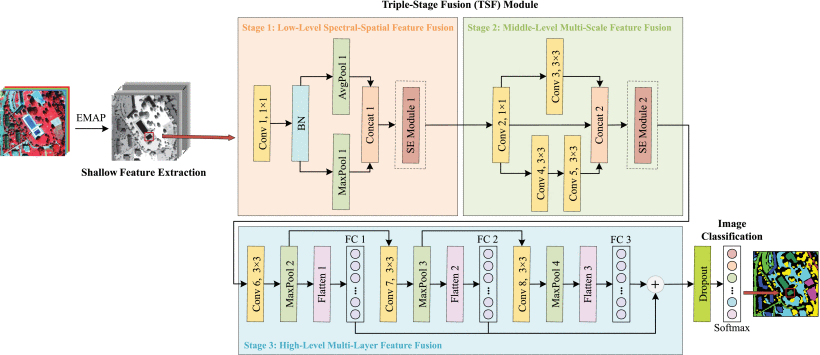 Triple-Stage Fusion (TSF) Module
Stage 1: Low-Level Spectral-Spatial Feature Fusion
Stage 2: Middle-Level Multi-Scale Feature Fusion
EMAP
Shallow Feature Extraction
Conv 1, 1×1
BN
AvgPool 1
MaxPool 1
Concat 1
SE Module 1
Conv 2, 1×1
Conv 3, 3×3
Conv 4, 3×3
Conv 5, 3×3
Concat 2
SE Module 2
Conv 6, 3×3
MaxPool 2
Flatten 1
FC 1
Conv 7, 3×3
MaxPool 3
Flatten 2
FC 2
Conv 8, 3×3
MaxPool 4
Flatten 3
FC 3
+
Dropout
Softmax
Image
Classification
Stage 3: High-Level Multi-Layer Feature Fusion